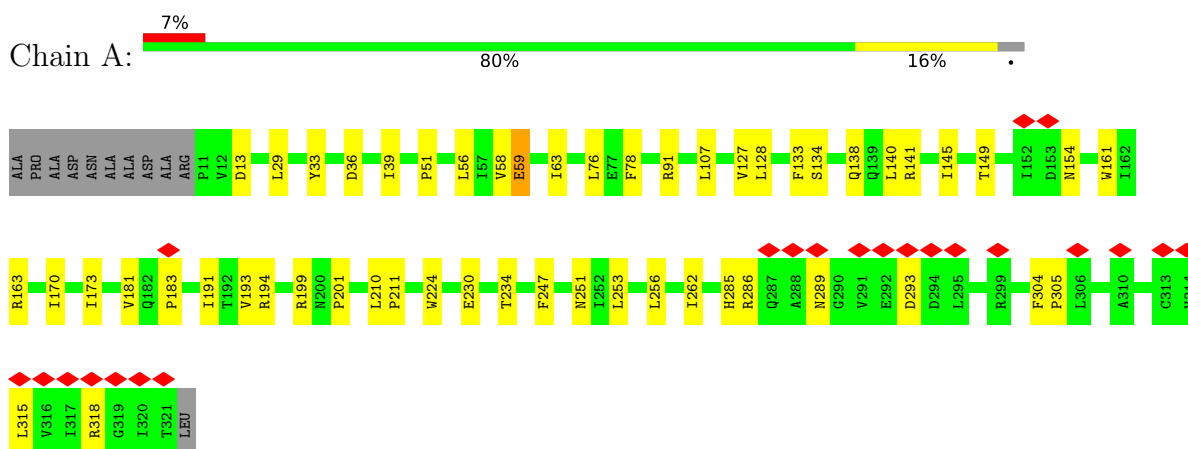 7%
Chain A:
80% 16% •
ALA PRO ALA ASP ASN ALA ALA ASP ALA ARG P11 V12 D13 L29 Y33 D36 I39 P51 L56 I57 V58 E59 I63 L76 E77 F78 R91 L107 V127 L128 F133 S134 Q138 Q139 L140 R141 I145 T149 I152 D153 N154 W161 I162
R163 I170 I173 V181 Q182 P183 I191 T192 V193 R194 R199 N200 P201 L210 P211 W224 E230 T234 F247 N251 I252 L253 L256 I262 H285 R286 Q287 A288 N289 G290 V291 E292 D293 D294 L295 R299 F304 P305 L306 A310 C313
L315 V316 I317 R318 G319 I320 T321 LEU